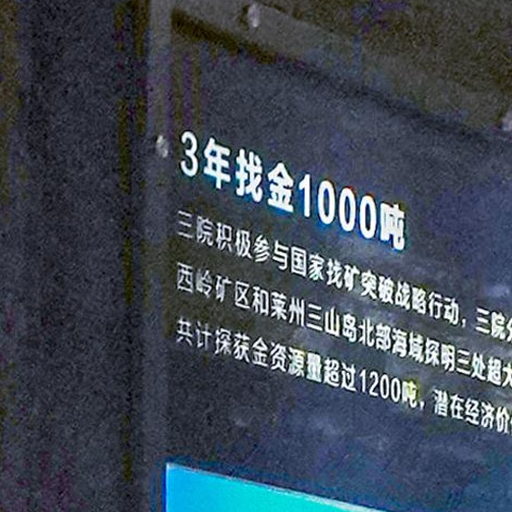 3年找金1000吨
三院积极参与国家找矿突破战略行动，三院分
西岭矿区和莱州三山岛北部海域探明三处超大
共计探获金资源量超过1200吨，潜在经济价